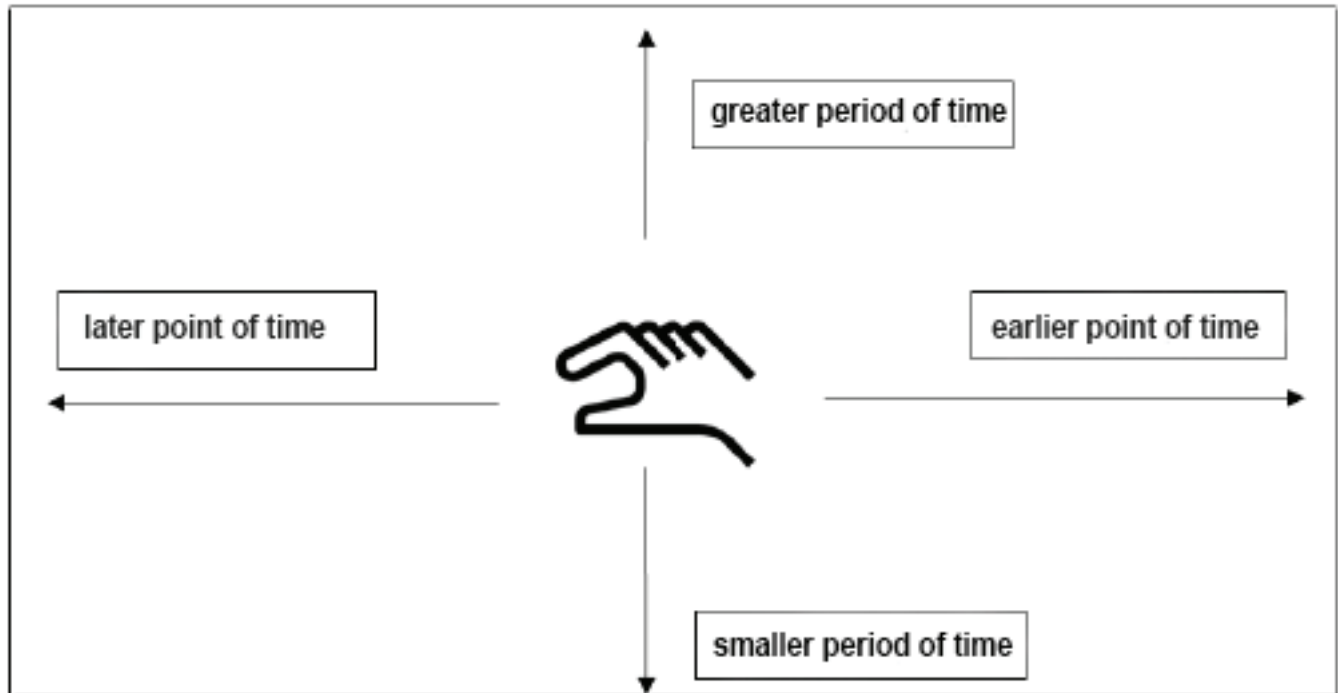 greater period of time
later point of time
earlier point of time
smaller period of time